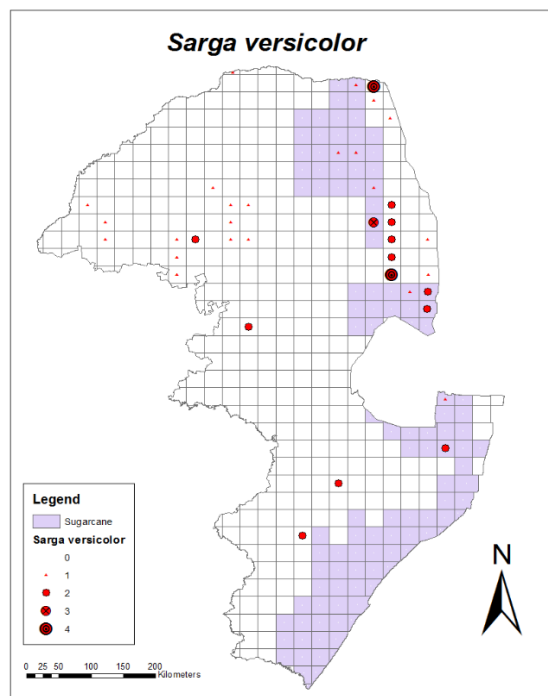 Sarga versicolor
N
Legend
Sugarcane
Sarga versicolor
0
1
2
3
4
0 25 50 100 150 200
Kilometers